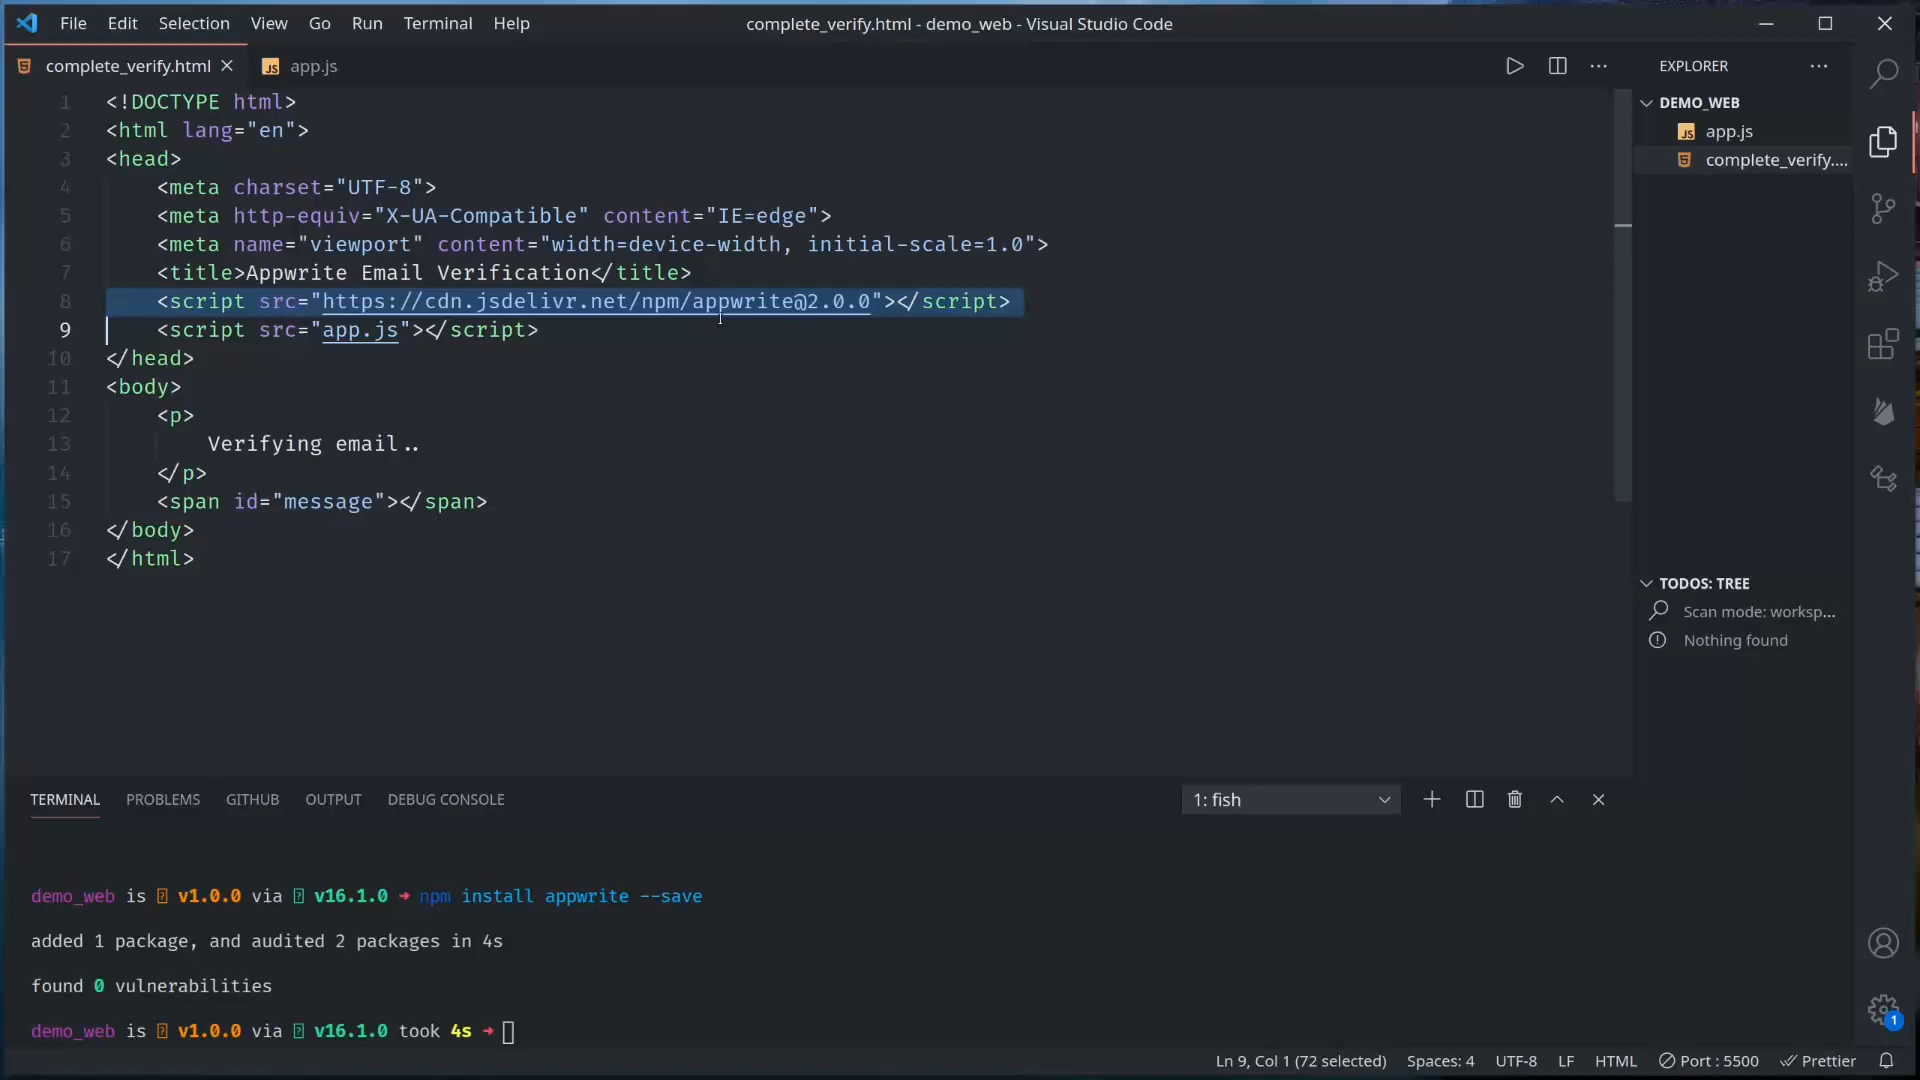 File Edit Selection View Go Run Terminal Help
complete_verify.html - demo_web - Visual Studio Code
complete_verify.html
JS app.js
1 <!DOCTYPE html>
2 <html lang="en">
3 <head>
4 <meta charset="UTF-8">
5 <meta http-equiv="X-UA-Compatible" content="IE=edge">
6 <meta name="viewport" content="width=device-width, initial-scale=1.0">
7 <title>Appwrite Email Verification</title>
8 <script src="https://cdn.jsdelivr.net/npm/appwrite@2.0.0"></script>
9 <script src="app.js"></script>
10 </head>
11 <body>
12 <p>
13 Verifying email..
14 </p>
15 <span id="message"></span>
16 </body>
17 </html>
EXPLORER
DEMO_WEB
JS app.js
complete_verify....
TODOS: TREE
Scan mode: worksp...
Nothing found
TERMINAL PROBLEMS GITHUB OUTPUT DEBUG CONSOLE
1: fish
demo_web is v1.0.0 via v16.1.0 ➜ npm install appwrite --save
added 1 package, and audited 2 packages in 4s
found 0 vulnerabilities
demo_web is v1.0.0 via v16.1.0 took 4s ➜
1
Ln 9, Col 1 (72 selected) Spaces: 4 UTF-8 LF HTML Port : 5500 Prettier